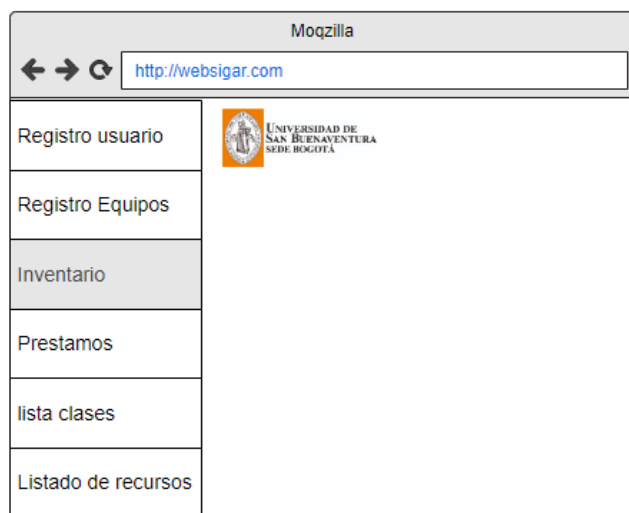 Moqzilla
http://websigar.com
Registro usuario
UNIVERSIDAD DE
SAN BUENAVENTURA
SEDE BOGOTÁ
Registro Equipos
Inventario
Prestamos
lista clases
Listado de recursos